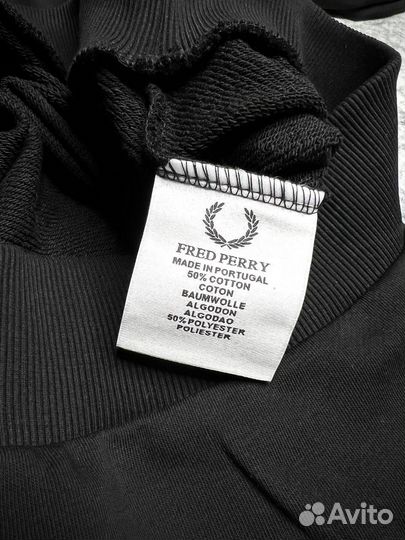 FRED PERRY
MADE IN PORTUGAL
50% COTTON
COTON
BAUMWOLLE
ALGODON
ALGODAO
50%POLYESTER
POLIESTER
Avito